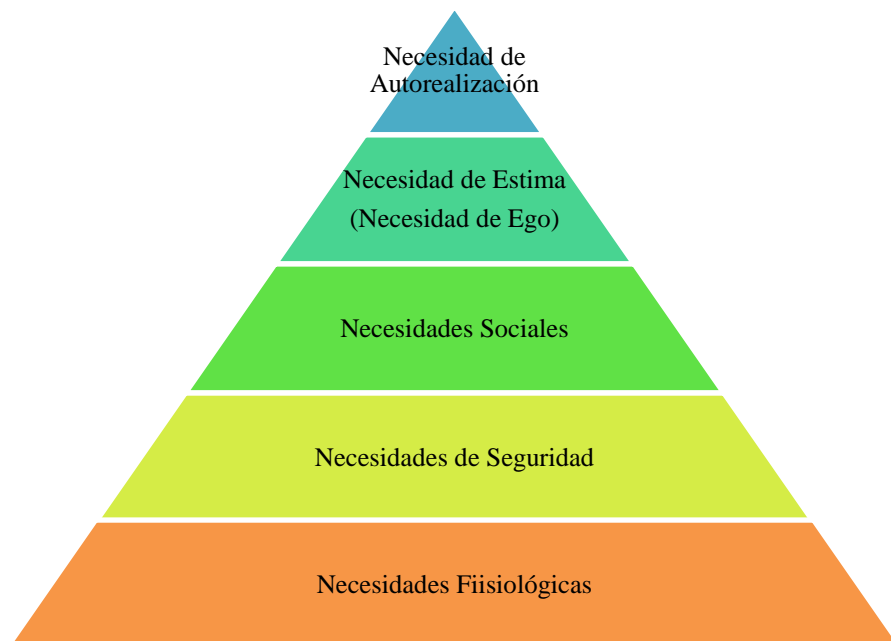 Necesidad de
Autorealización
Necesidad de Estima
(Necesidad de Ego)
Necesidades Sociales
Necesidades de Seguridad
Necesidades Fiisiológicas